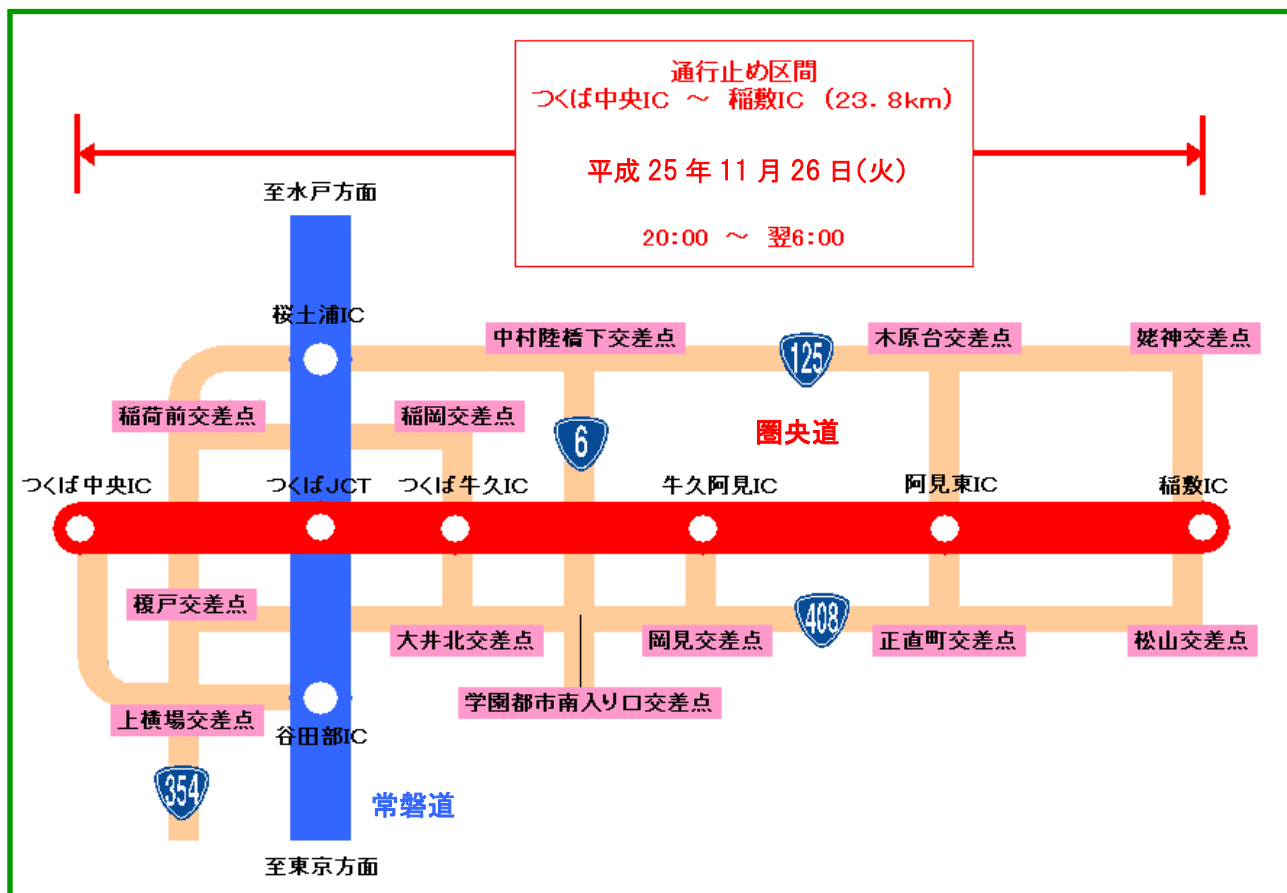 通行止め区間
つくば中央IC ～ 稲敷IC (23.8km)
平成 25 年 11 月 26 日(火)
20:00 ～ 翌6:00
至水戸方面
桜土浦IC
中村陸橋下交差点
125
木原台交差点
姥神交差点
稲荷前交差点
稲岡交差点
6
圏央道
つくば中央IC
つくばJCT
つくば牛久IC
牛久阿見IC
阿見東IC
稲敷IC
榎戸交差点
408
大井北交差点
岡見交差点
正直町交差点
松山交差点
学園都市南入り口交差点
上横場交差点
谷田部IC
354
常磐道
至東京方面